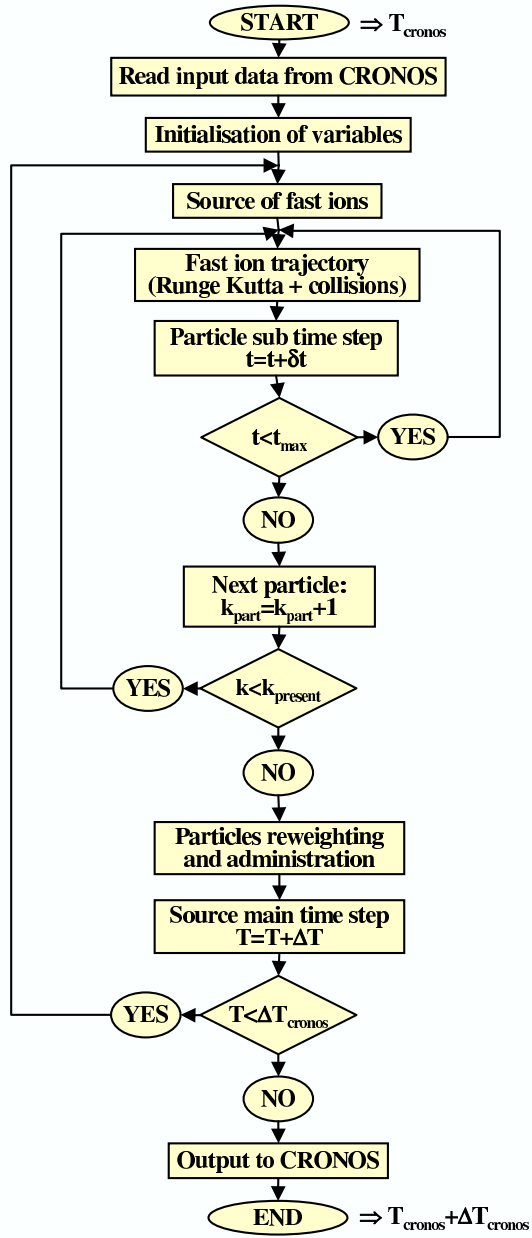 START ⇒ T_cronos
Read input data from CRONOS
Initialisation of variables
Source of fast ions
Fast ion trajectory
(Runge Kutta + collisions)
Particle sub time step
t=t+δt
t<t_max
YES
NO
Next particle:
k_part=k_part+1
k<k_present
YES
NO
Particles reweighting
and administration
Source main time step
T=T+ΔT
T<ΔT_cronos
YES
NO
Output to CRONOS
END ⇒ T_cronos+ΔT_cronos